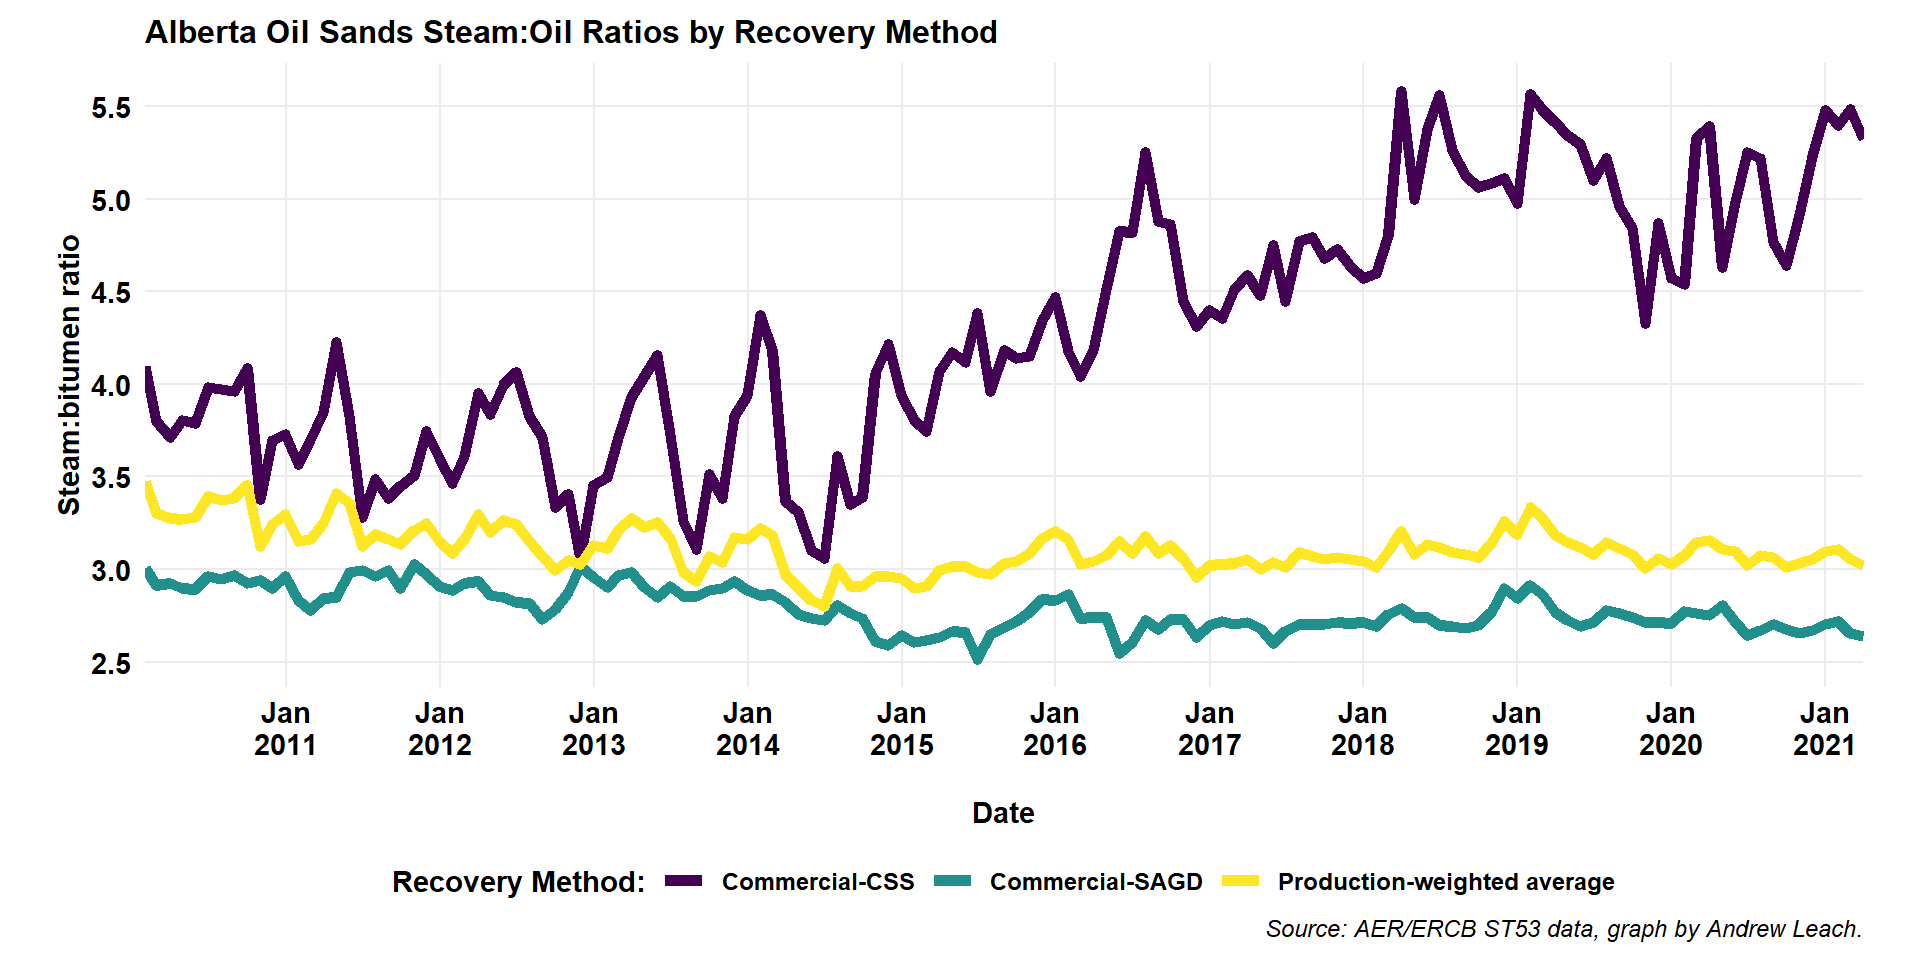 Alberta Oil Sands Steam:Oil Ratios by Recovery Method
Steam:bitumen ratio
5.5
5.0
4.5
4.0
3.5
3.0
2.5
Jan Jan Jan Jan Jan Jan Jan Jan Jan Jan Jan
2011 2012 2013 2014 2015 2016 2017 2018 2019 2020 2021
Date
Recovery Method: Commercial-CSS Commercial-SAGD Production-weighted average
Source: AER/ERCB ST53 data, graph by Andrew Leach.